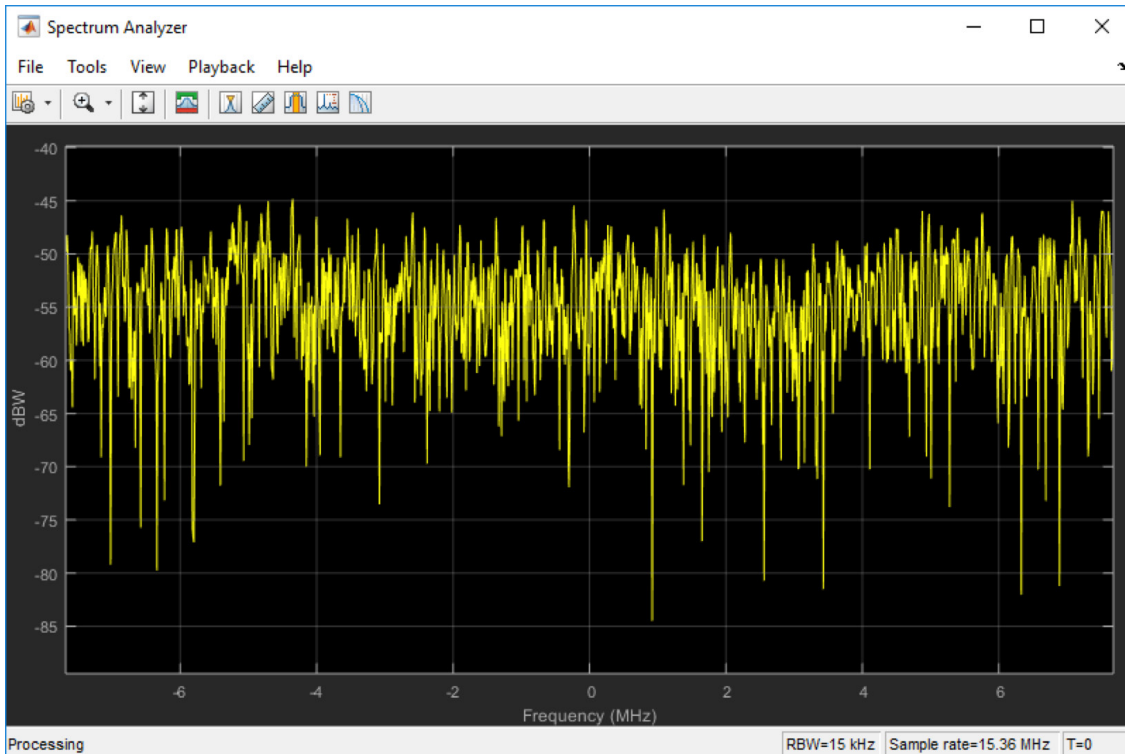 Spectrum Analyzer
File Tools View Playback Help
-40
-45
-50
-55
-60
-65
-70
-75
-80
-85
dBW
-6 -4 -2 0 2 4 6
Frequency (MHz)
Processing RBW=15 kHz Sample rate=15.36 MHz T=0